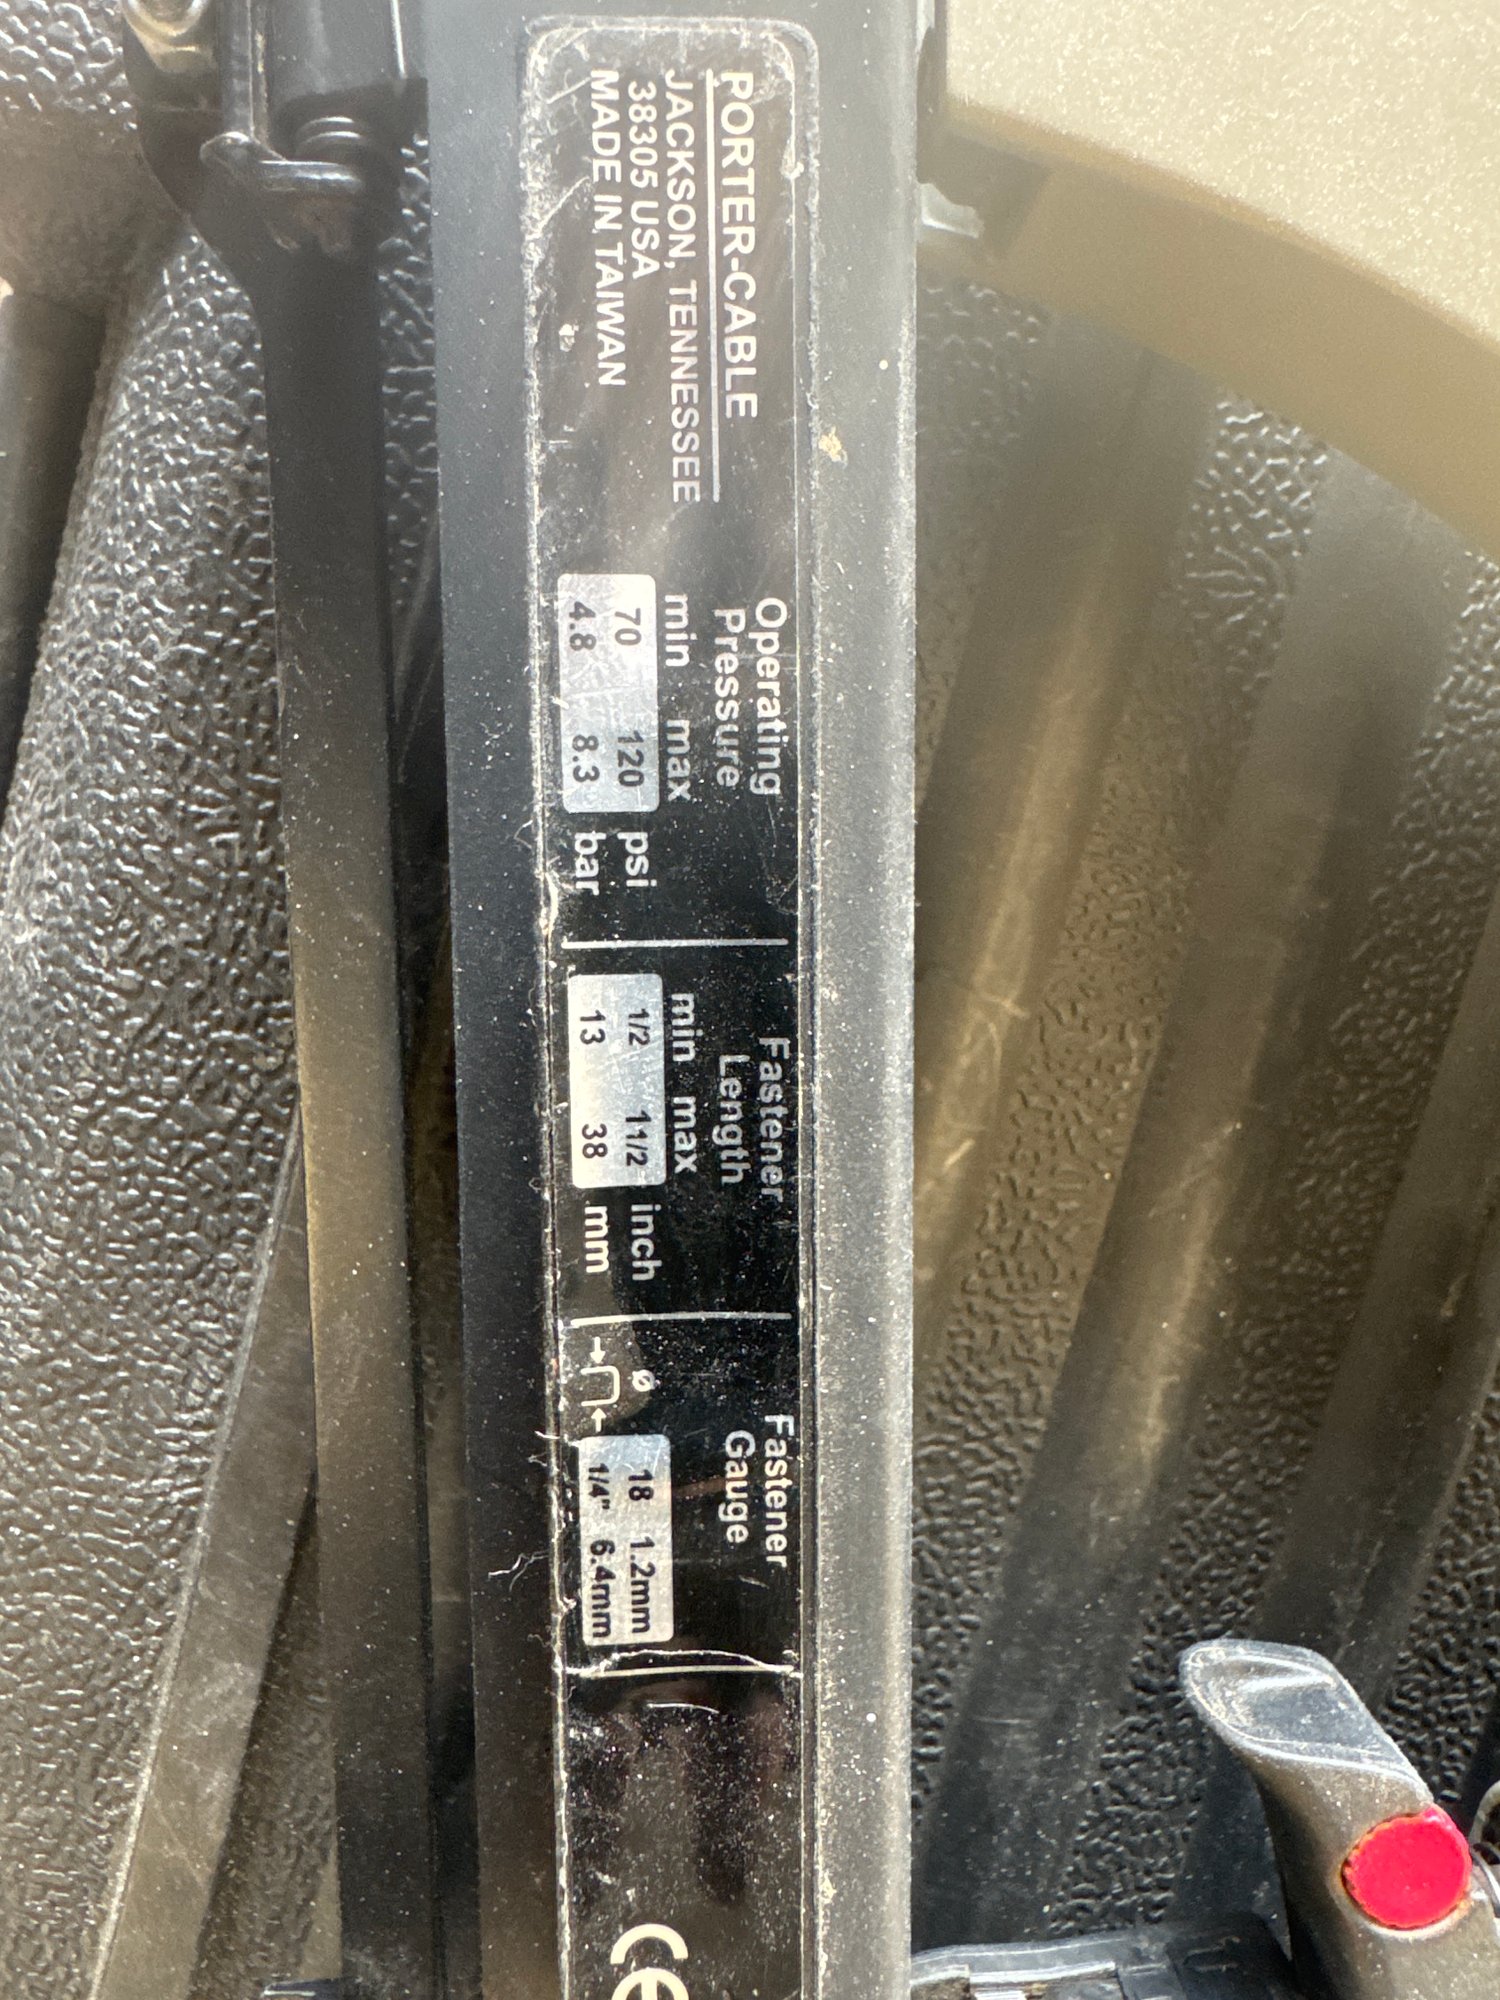 PORTER-CABLE
JACKSON, TENNESSEE
38305 USA
MADE IN TAIWAN
Operating
Pressure
min max
70 120 psi
4.8 8.3 bar
Fastener
Length
min max
1/2 1 1/2 inch
13 38 mm
Fastener
Gauge
ø 18 1.2mm
1/4" 6.4mm
CE